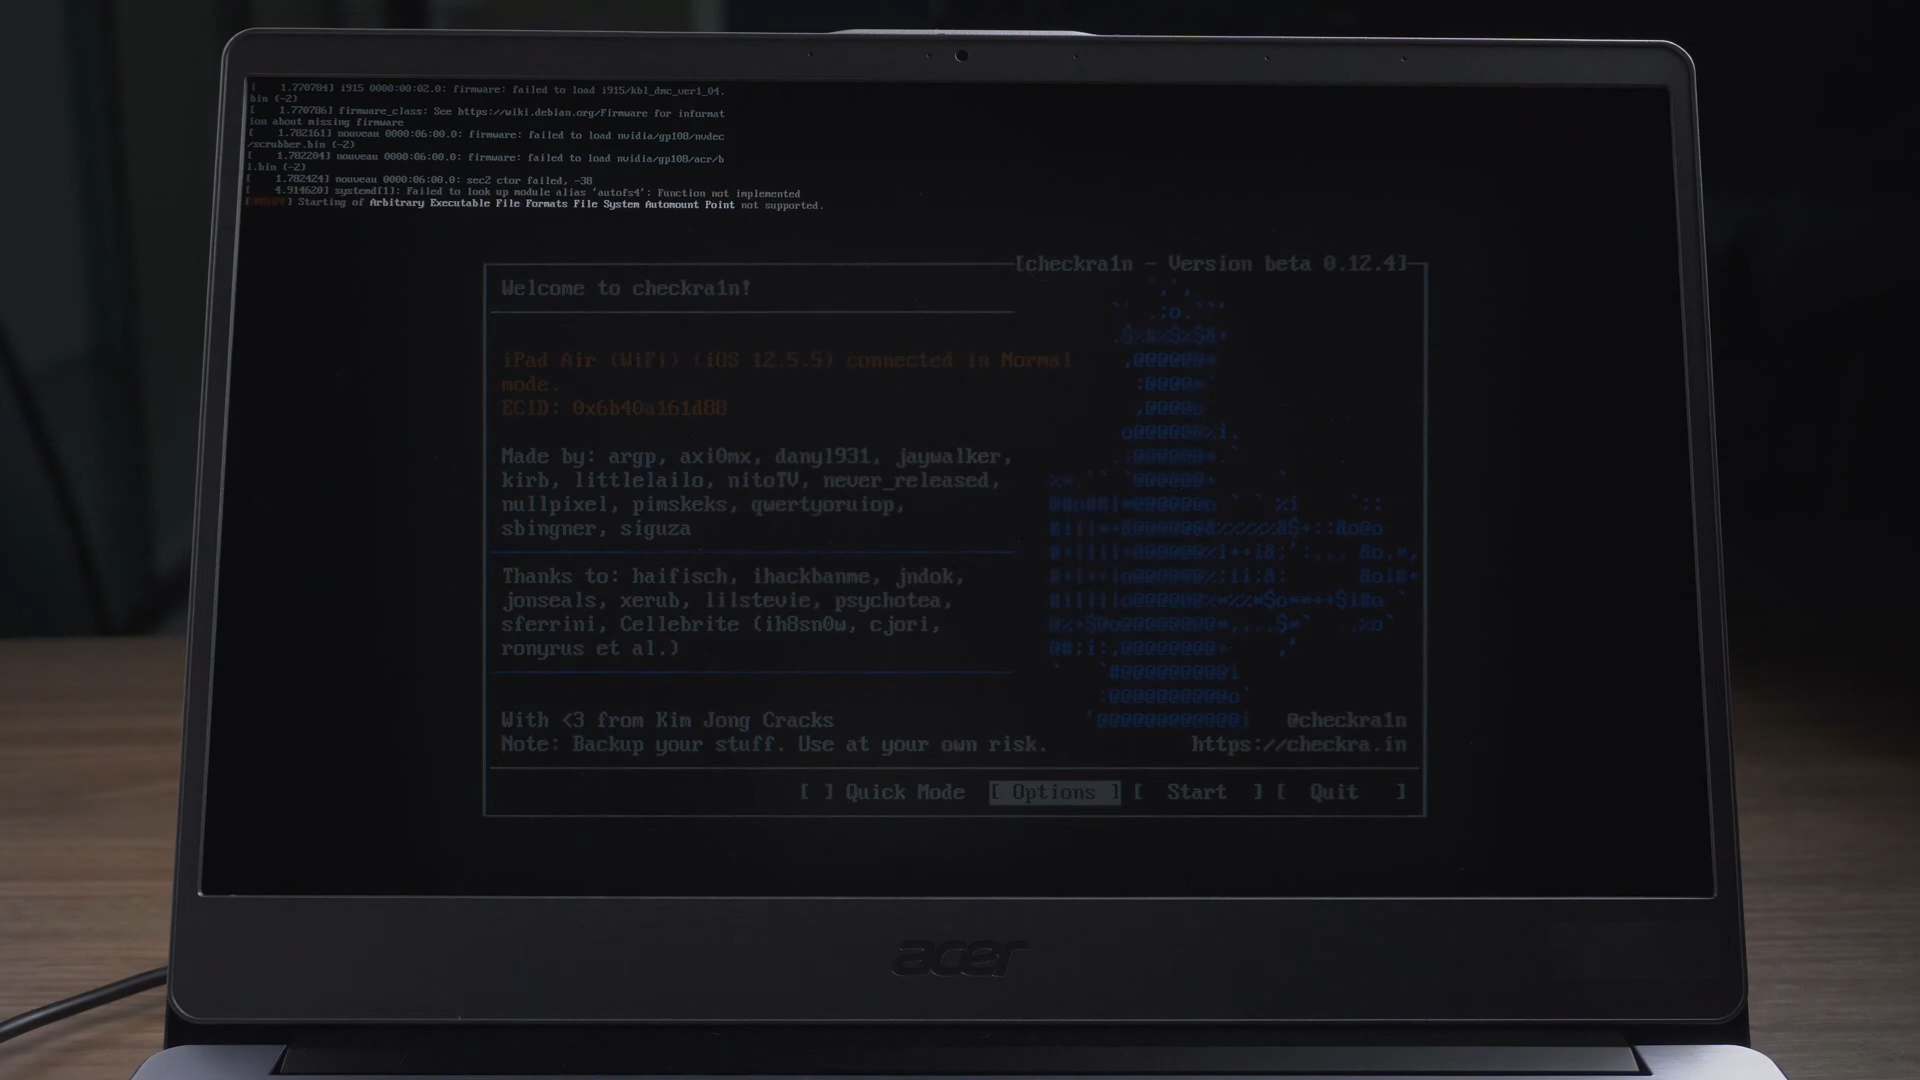 [    1.770784] i915 0000:00:02.0: firmware: failed to load i915/kbl_dmc_ver1_04.
bin (-2)
[    1.770786] firmware_class: See https://wiki.debian.org/Firmware for informat
ion about missing firmware
[    1.782161] nouveau 0000:06:00.0: firmware: failed to load nvidia/gp108/nvdec
/scrubber.bin (-2)
[    1.782204] nouveau 0000:06:00.0: firmware: failed to load nvidia/gp108/acr/b
l.bin (-2)
[    1.782424] nouveau 0000:06:00.0: sec2 ctor failed, -38
[    4.914620] systemd[1]: Failed to look up module alias 'autofs4': Function not implemented
Starting of Arbitrary Executable File Formats File System Automount Point not supported.
[checkra1n - Version beta 0.12.4]
Welcome to checkra1n!
iPad Air (WiFi) (iOS 12.5.5) connected in Normal
mode.
ECID: 0x6b40a161d88
Made by: argp, axi0mx, danyl931, jaywalker,
kirb, littlelailo, nitoTV, never_released,
nullpixel, pimskeks, qwertyoruiop,
sbingner, siguza
Thanks to: haifisch, ihackbanme, jndok,
jonseals, xerub, lilstevie, psychotea,
sferrini, Cellebrite (ih8sn0w, cjori,
ronyrus et al.)
With <3 from Kim Jong Cracks
@checkra1n
Note: Backup your stuff. Use at your own risk.
https://checkra.in
[ ] Quick Mode [ Options ] [ Start ] [ Quit ]
acer